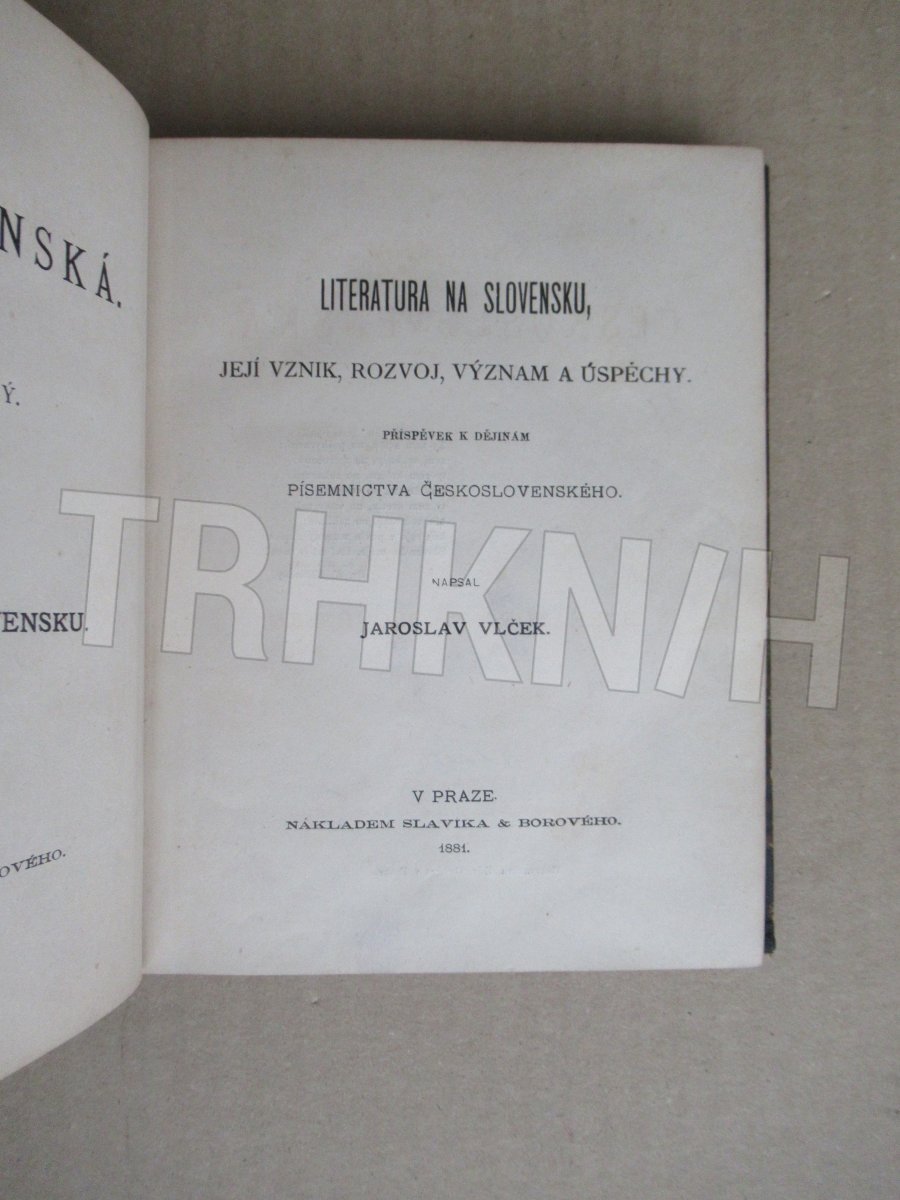 NSKÁ.
Ý.
VENSKU.
OVÉHO.
LITERATURA NA SLOVENSKU,
JEJÍ VZNIK, ROZVOJ, VÝZNAM A ÚSPĚCHY.
PŘÍSPĚVEK K DĚJINÁM
PÍSEMNICTVA ČESKOSLOVENSKÉHO.
NAPSAL
JAROSLAV VLČEK.
V PRAZE.
NÁKLADEM SLAVIKA & BOROVÉHO.
1881.
TRHKNIH